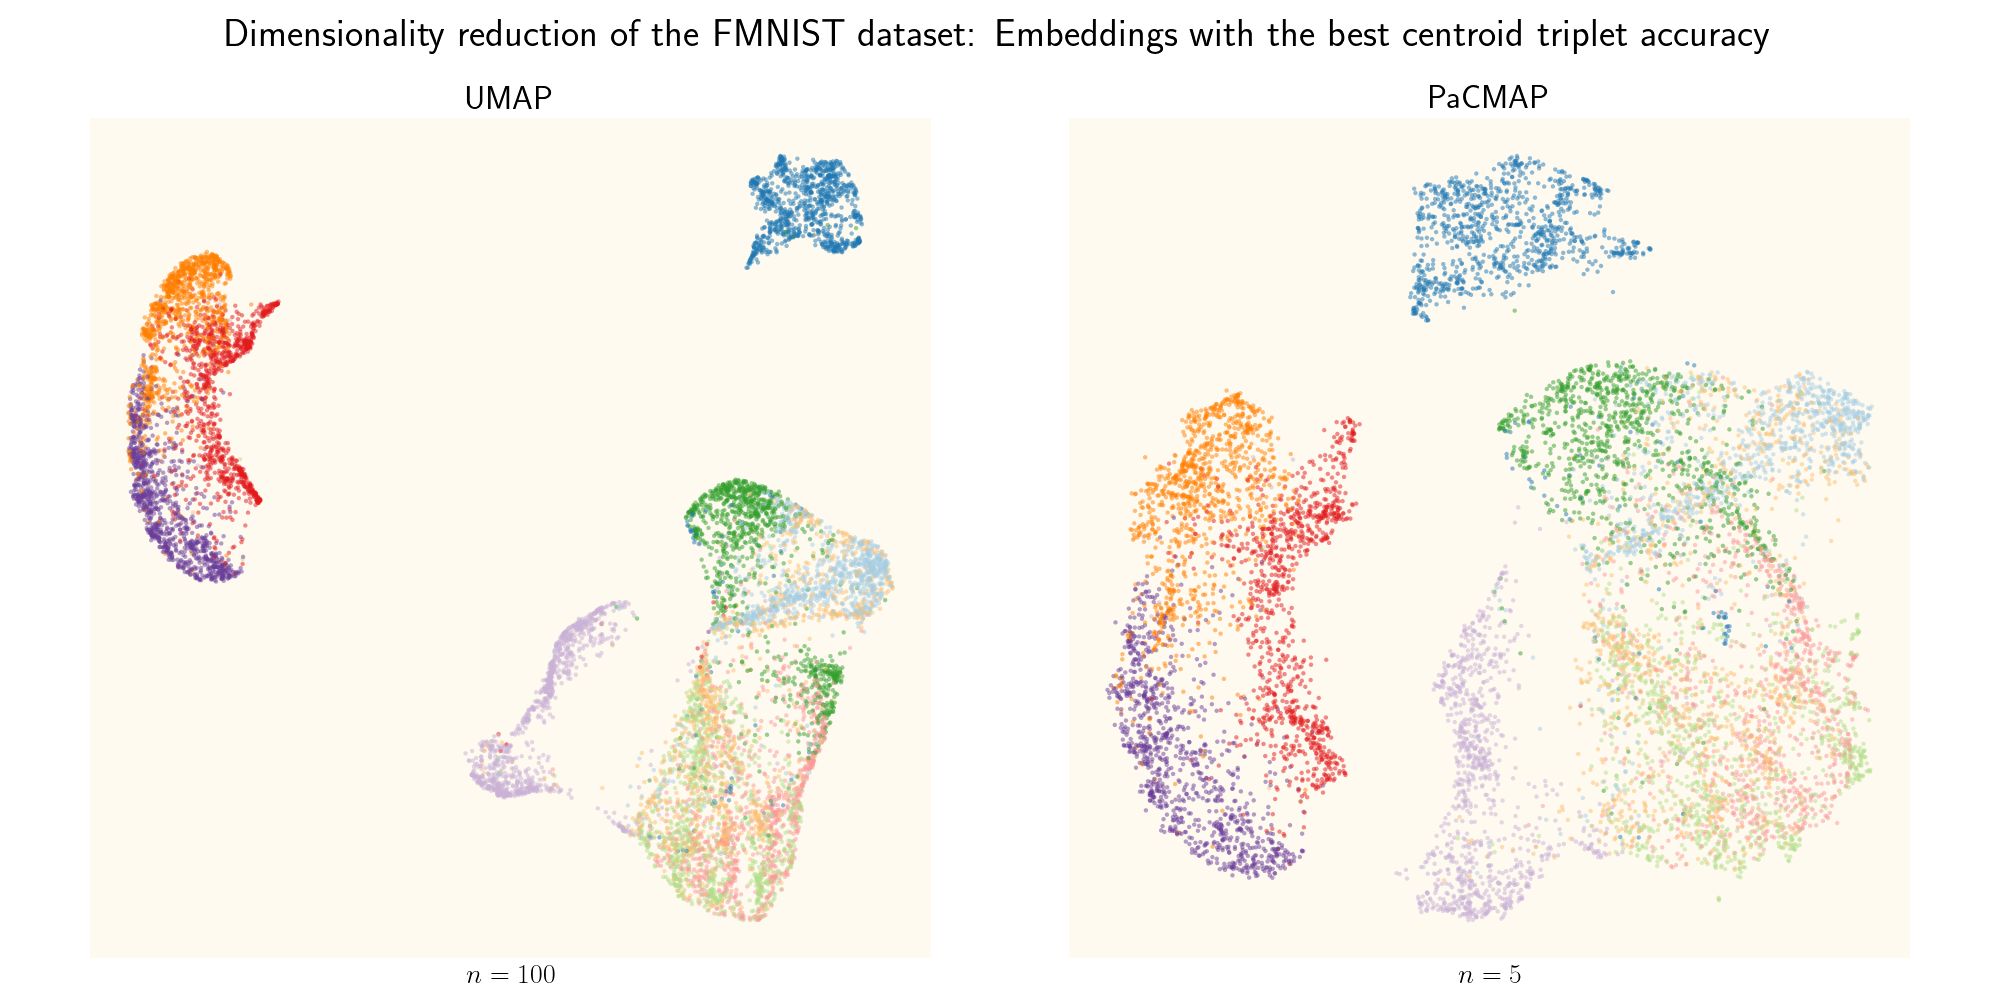 Dimensionality reduction of the FMNIST dataset: Embeddings with the best centroid triplet accuracy
UMAP
PaCMAP
n = 100
n = 5